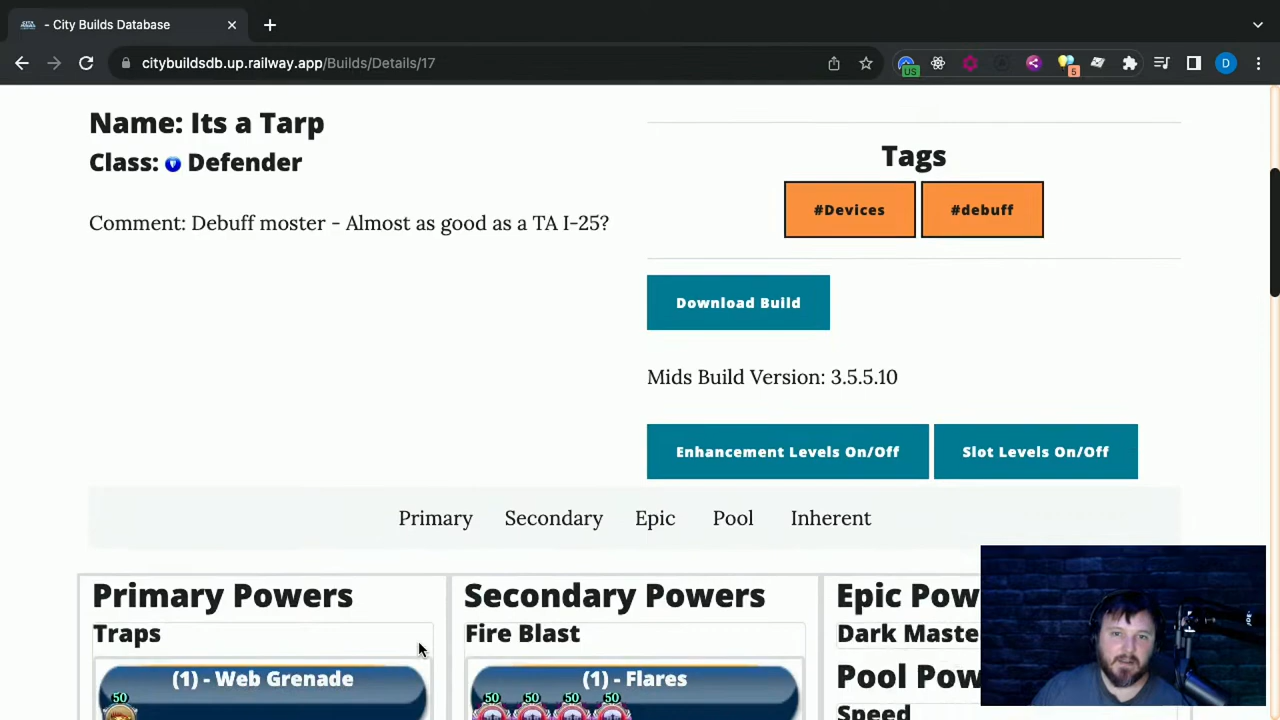 - City Builds Database
citybuildsdb.up.railway.app/Builds/Details/17
US
5
D
Name: Its a Tarp
Class: Defender
Comment: Debuff moster - Almost as good as a TA I-25?
Tags
#Devices
#debuff
Download Build
Mids Build Version: 3.5.5.10
Enhancement Levels On/Off
Slot Levels On/Off
Primary
Secondary
Epic
Pool
Inherent
Primary Powers
Traps
(1) - Web Grenade
50
Secondary Powers
Fire Blast
(1) - Flares
50 50 50 50
Epic Pow
Dark Maste
Pool Pow
Speed